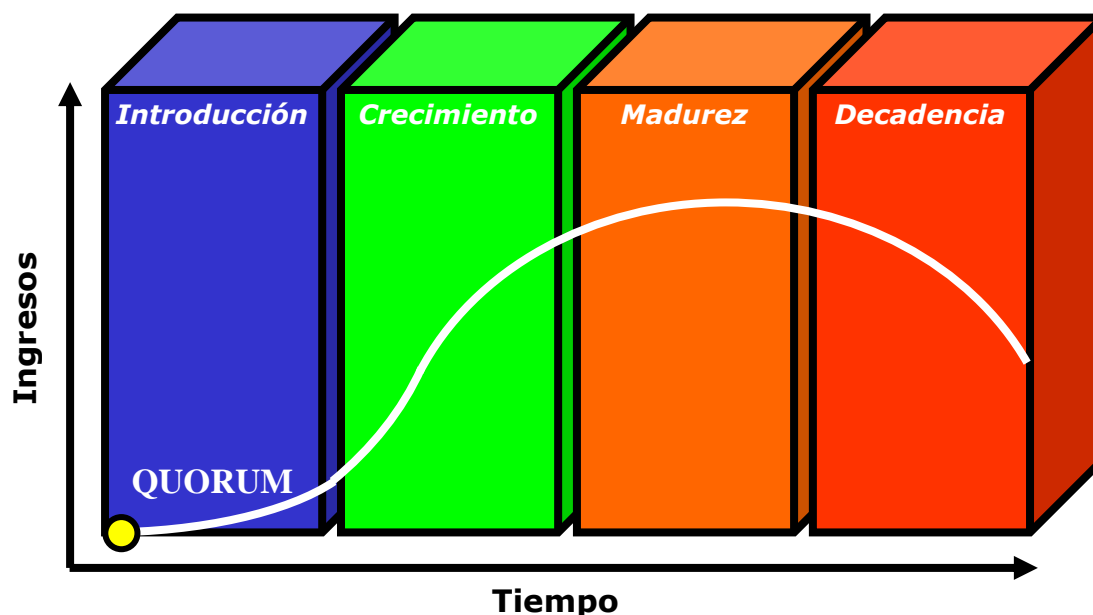 Introducción
Crecimiento
Madurez
Decadencia
Ingresos
QUORUM
Tiempo